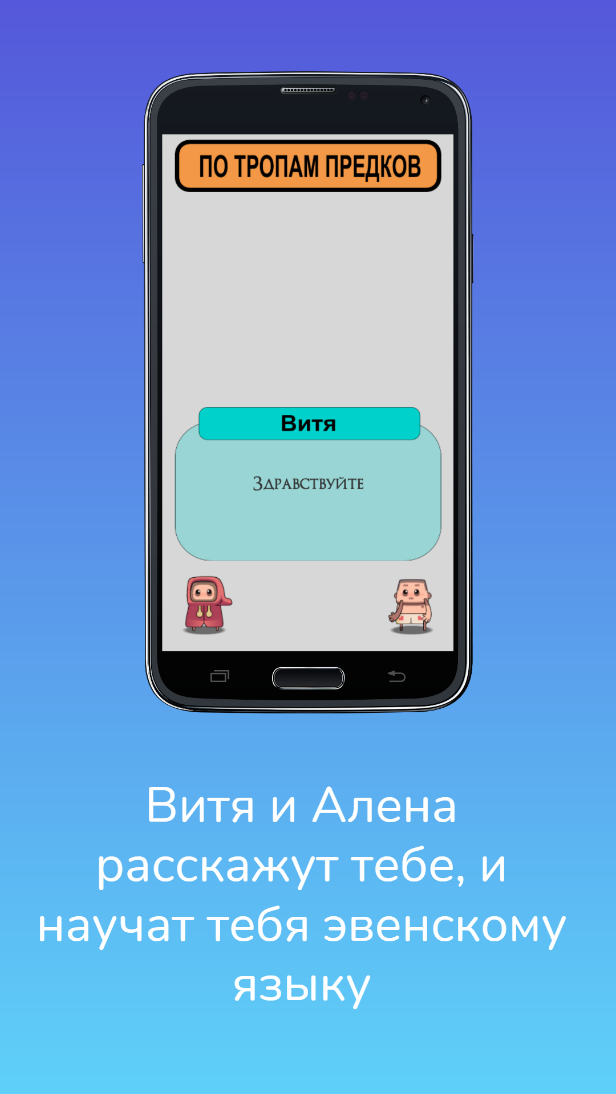 ПО ТРОПАМ ПРЕДКОВ
Витя
Здравствуйте
Витя и Алена
расскажут тебе, и
научат тебя эвенскому
языку